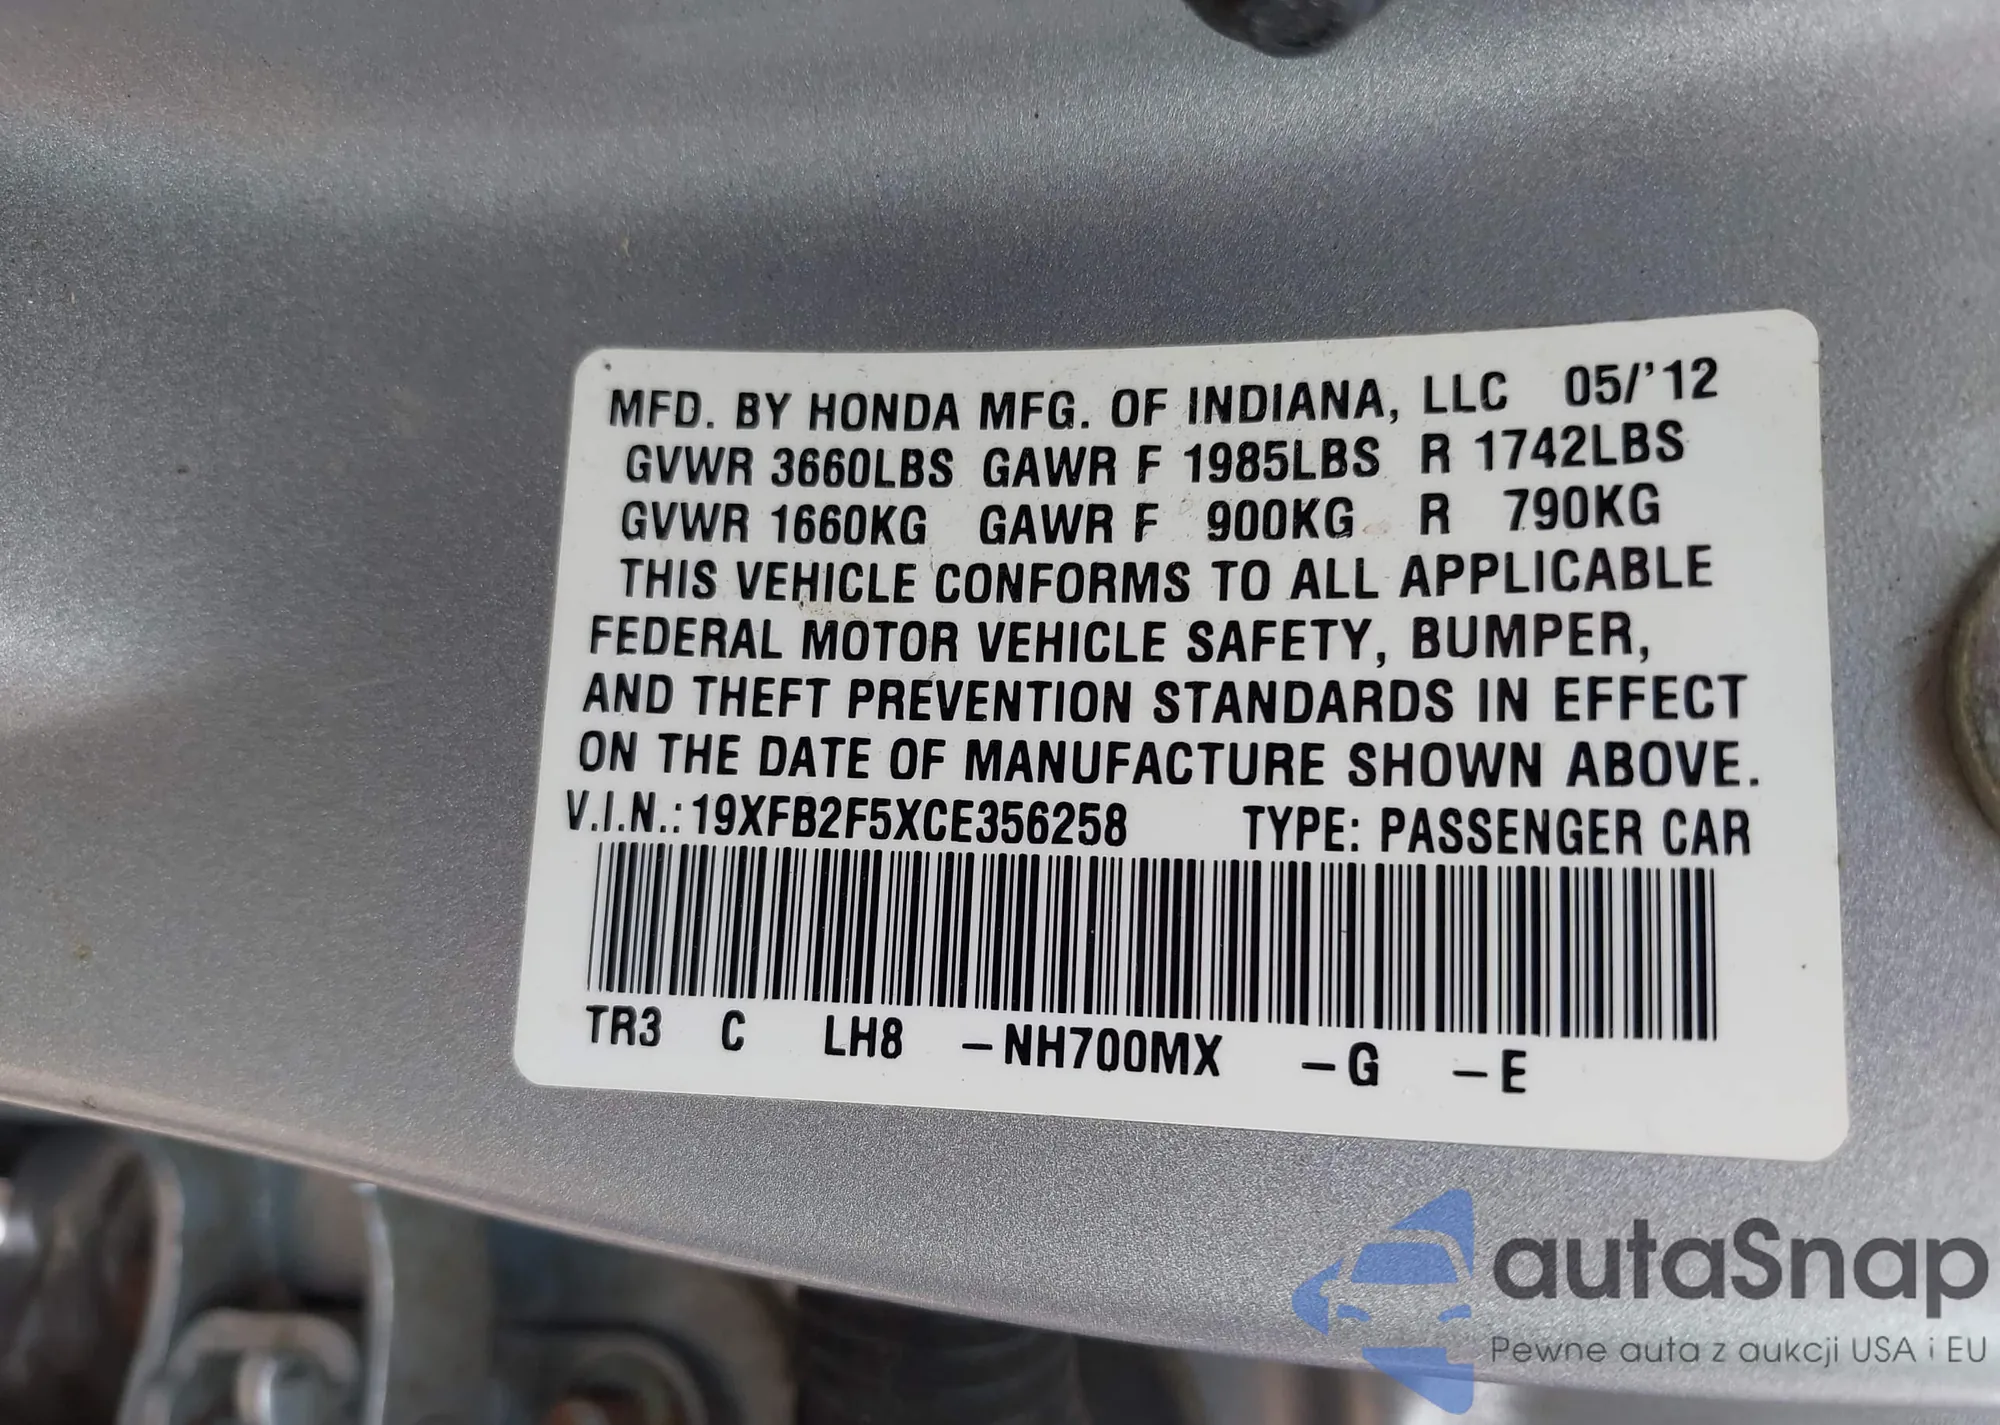 MFD. BY HONDA MFG. OF INDIANA, LLC 05/'12
GVWR 3660LBS GAWR F 1985LBS R 1742LBS
GVWR 1660KG GAWR F 900KG R 790KG
THIS VEHICLE CONFORMS TO ALL APPLICABLE
FEDERAL MOTOR VEHICLE SAFETY, BUMPER,
AND THEFT PREVENTION STANDARDS IN EFFECT
ON THE DATE OF MANUFACTURE SHOWN ABOVE.
V.I.N.: 19XFB2F5XCE356258 TYPE: PASSENGER CAR
TR3 C LH8 –NH700MX –G –E
autaSnap
Pewne auta z aukcji USA i EU